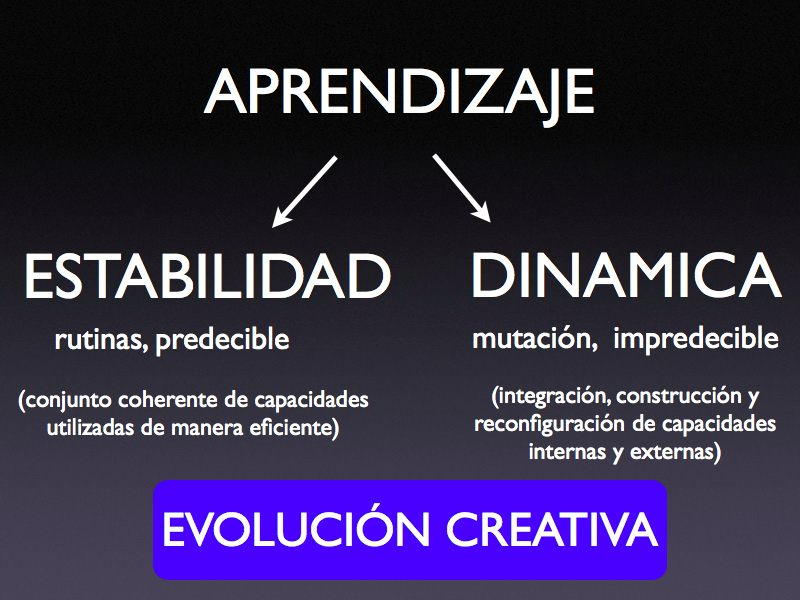 APRENDIZAJE
ESTABILIDAD
rutinas, predecible
(conjunto coherente de capacidades
utilizadas de manera eficiente)
DINAMICA
mutación, impredecible
(integración, construcción y
reconfiguración de capacidades
internas y externas)
EVOLUCIÓN CREATIVA